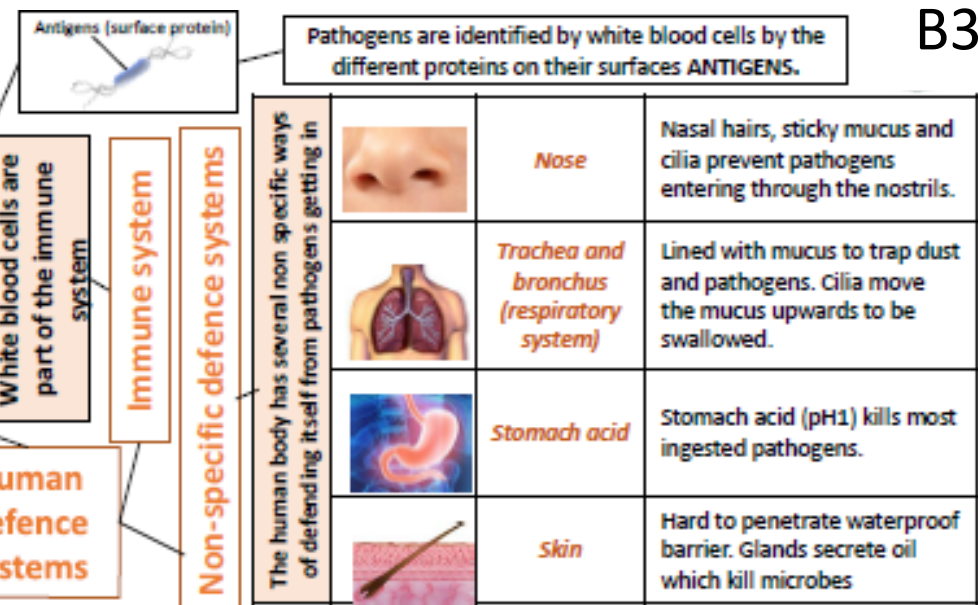 B3
Antigens (surface protein)
Pathogens are identified by white blood cells by the
different proteins on their surfaces ANTIGENS.
White blood cells are
part of the immune
system
Immune system
Non-specific defence systems
The human body has several non specific ways
of defending itself from pathogens getting in
Nose
Nasal hairs, sticky mucus and
cilia prevent pathogens
entering through the nostrils.
Trachea and
bronchus
(respiratory
system)
Lined with mucus to trap dust
and pathogens. Cilia move
the mucus upwards to be
swallowed.
Stomach acid
Stomach acid (pH1) kills most
ingested pathogens.
Skin
Hard to penetrate waterproof
barrier. Glands secrete oil
which kill microbes
uman
efence
stems